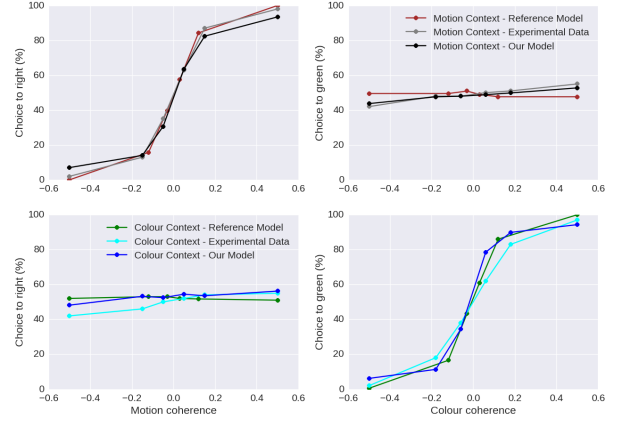 100
80
60
40
20
0
Choice to right (%)
−0.6 −0.4 −0.2 0.0 0.2 0.4 0.6
100
80
60
40
20
0
Choice to green (%)
Motion Context - Reference Model
Motion Context - Experimental Data
Motion Context - Our Model
−0.6 −0.4 −0.2 0.0 0.2 0.4 0.6
100
80
60
40
20
0
Choice to right (%)
Colour Context - Reference Model
Colour Context - Experimental Data
Colour Context - Our Model
−0.6 −0.4 −0.2 0.0 0.2 0.4 0.6
Motion coherence
100
80
60
40
20
0
Choice to green (%)
−0.6 −0.4 −0.2 0.0 0.2 0.4 0.6
Colour coherence